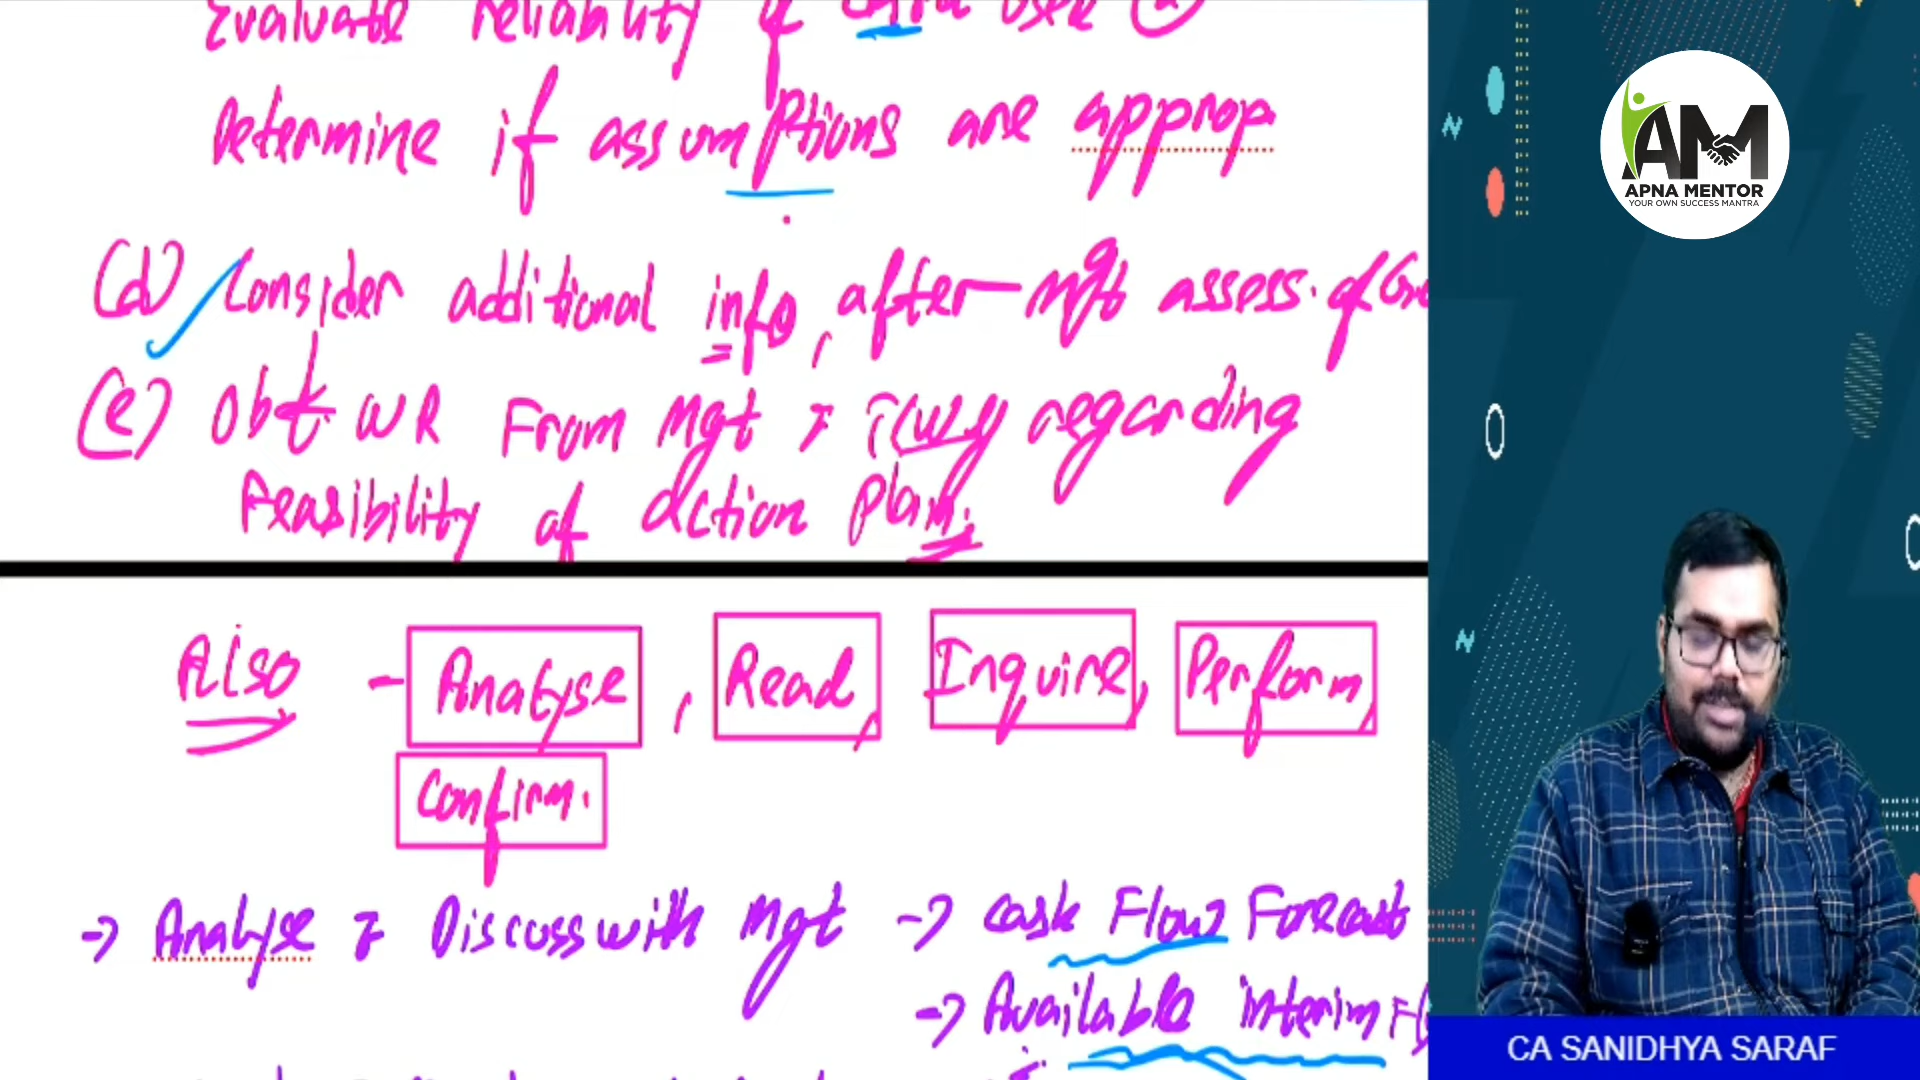 Evaluate reliability of
Determine if assumptions are approp.
(d) Consider additional info, after mgt assess. of
(e) Obt. WR From Mgt & TCWG regarding
Feasibility of action plan.
Also - Analyse, Read, Inquire, Perform,
Confirm.
-> Analyse & Discuss with Mgt -> Cash Flow Forecast
-> Available interim
AM
APNA MENTOR
YOUR OWN SUCCESS MANTRA
CA SANIDHYA SARAF